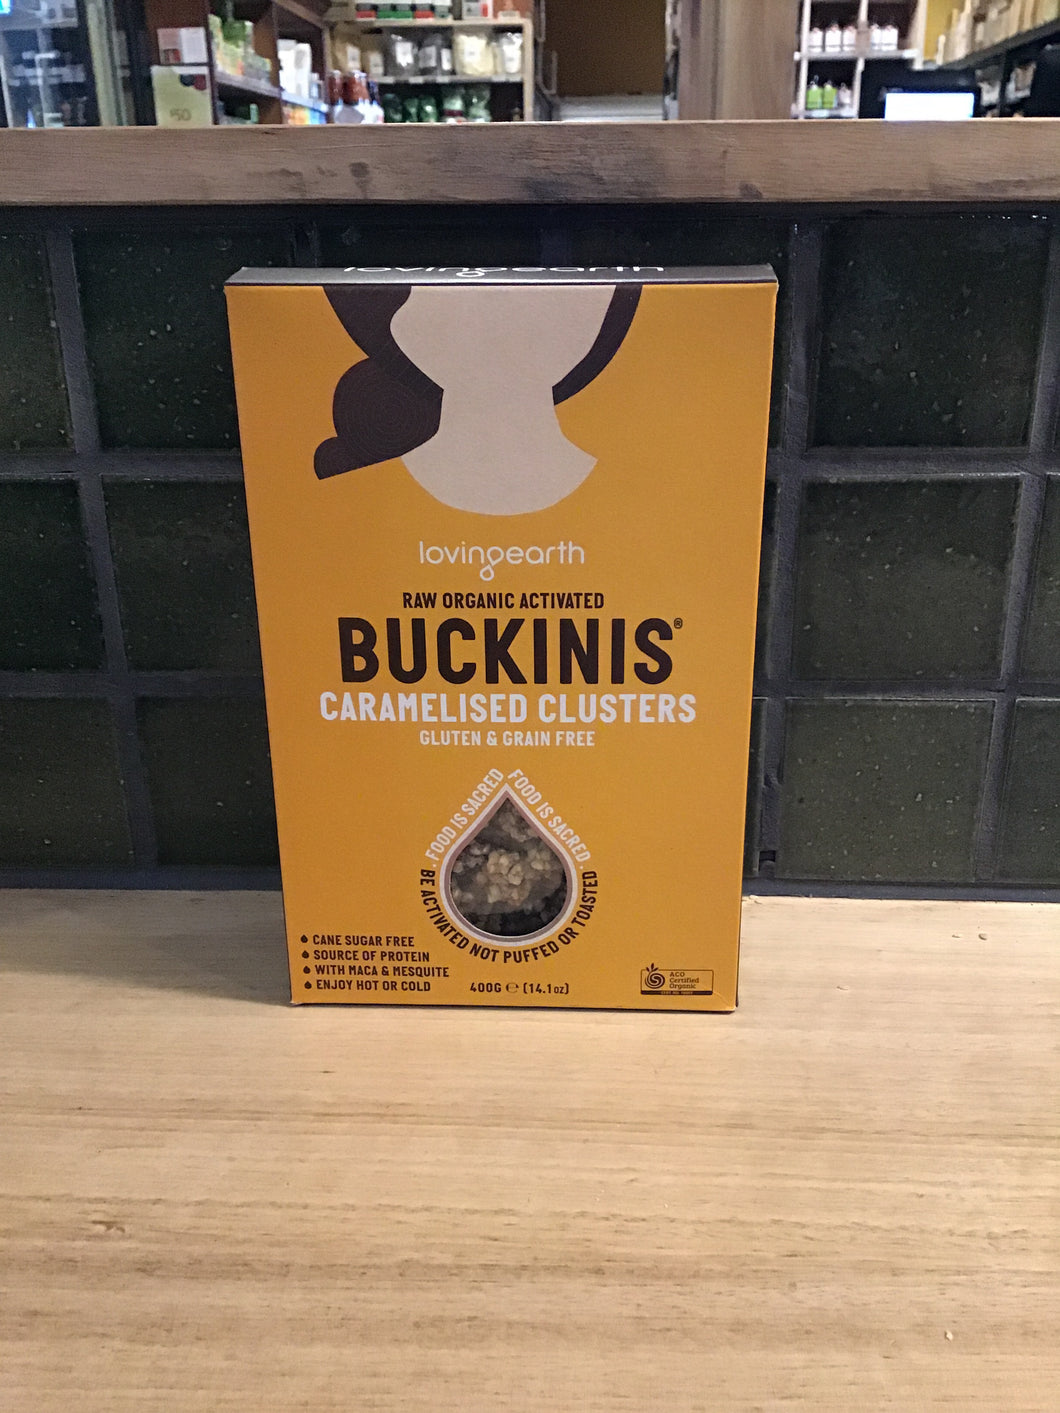 $50
lovingearth
lovingearth
RAW ORGANIC ACTIVATED
BUCKINIS®
CARAMELISED CLUSTERS
GLUTEN & GRAIN FREE
FOOD IS SACRED . FOOD IS SACRED .
BE ACTIVATED NOT PUFFED OR TOASTED
CANE SUGAR FREE
SOURCE OF PROTEIN
WITH MACA & MESQUITE
ENJOY HOT OR COLD
400G ℮ (14.1oz)
ACO
Certified
Organic